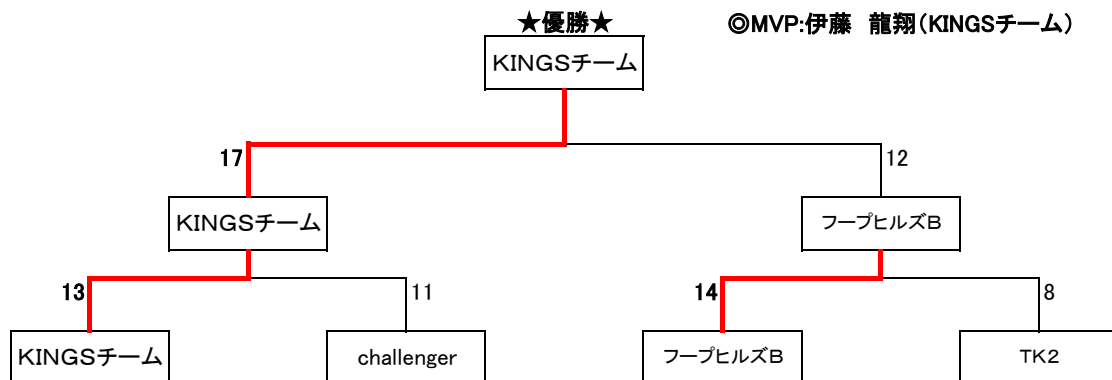 ★優勝★
◎MVP:伊藤　龍翔(KINGSチーム)
KINGSチーム
17
12
KINGSチーム
フープヒルズB
13
11
14
8
KINGSチーム
challenger
フープヒルズB
TK2